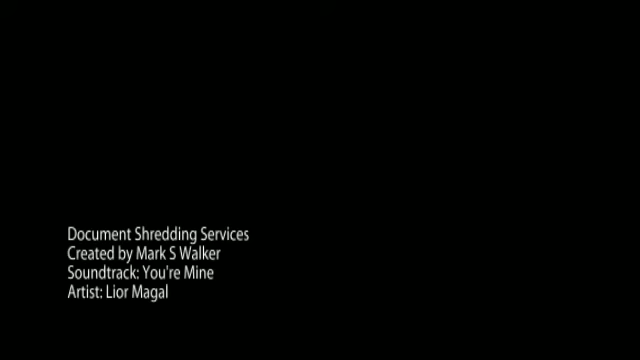 Document Shredding Services
Created by Mark S Walker
Soundtrack: You're Mine
Artist: Lior Magal